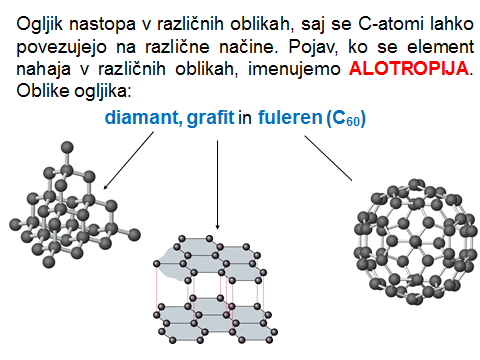 Ogljik nastopa v različnih oblikah, saj se C-atomi lahko
povezujejo na različne načine. Pojav, ko se element
nahaja v različnih oblikah, imenujemo ALOTROPIJA.
Oblike ogljika:
diamant, grafit in fuleren (C₆₀)